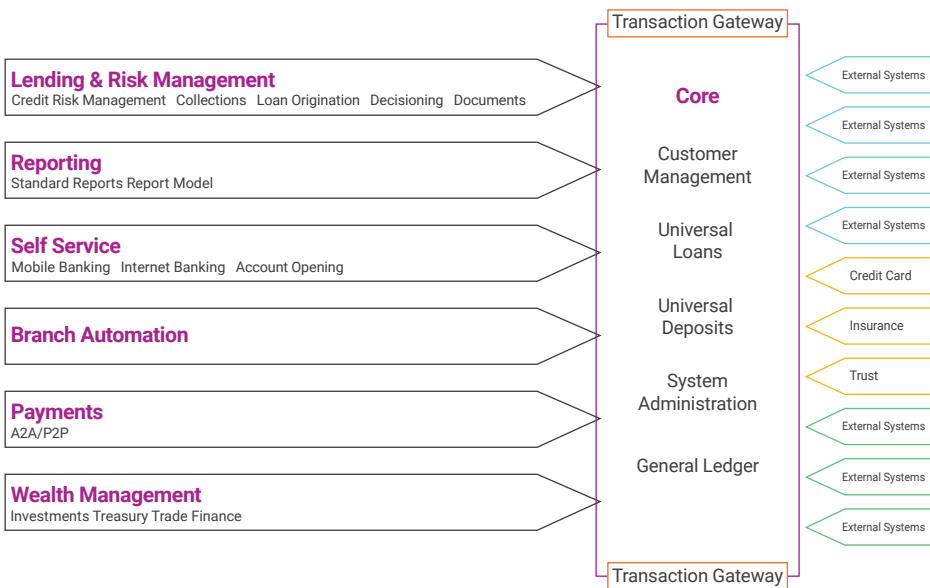 Transaction Gateway
Lending & Risk Management
Credit Risk Management Collections Loan Origination Decisioning Documents
Reporting
Standard Reports Report Model
Self Service
Mobile Banking Internet Banking Account Opening
Branch Automation
Payments
A2A/P2P
Wealth Management
Investments Treasury Trade Finance
Core
Customer
Management
Universal
Loans
Universal
Deposits
System
Administration
General Ledger
External Systems
External Systems
External Systems
External Systems
Credit Card
Insurance
Trust
External Systems
External Systems
External Systems
Transaction Gateway